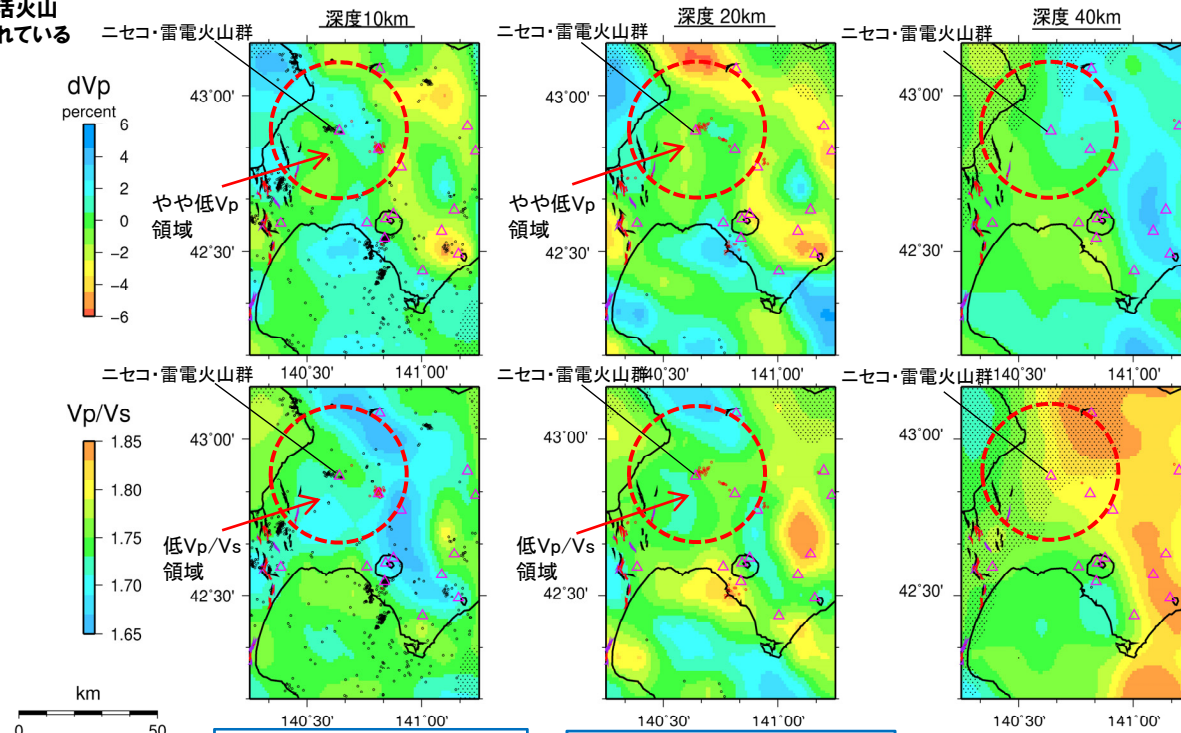 活火山
れている
深度10km
深度 20km
深度 40km
ニセコ・雷電火山群
ニセコ・雷電火山群
ニセコ・雷電火山群
dVp
percent
6
4
2
0
−2
−4
−6
43°00'
42°30'
43°00'
42°30'
43°00'
42°30'
やや低Vp
領域
やや低Vp
領域
140°30'
141°00'
140°30'
141°00'
140°30'
141°00'
ニセコ・雷電火山群
ニセコ・雷電火山群
ニセコ・雷電火山群
Vp/Vs
1.85
1.80
1.75
1.70
1.65
43°00'
42°30'
43°00'
42°30'
43°00'
42°30'
低Vp/Vs
領域
低Vp/Vs
領域
140°30'
141°00'
140°30'
141°00'
140°30'
141°00'
km
0
50